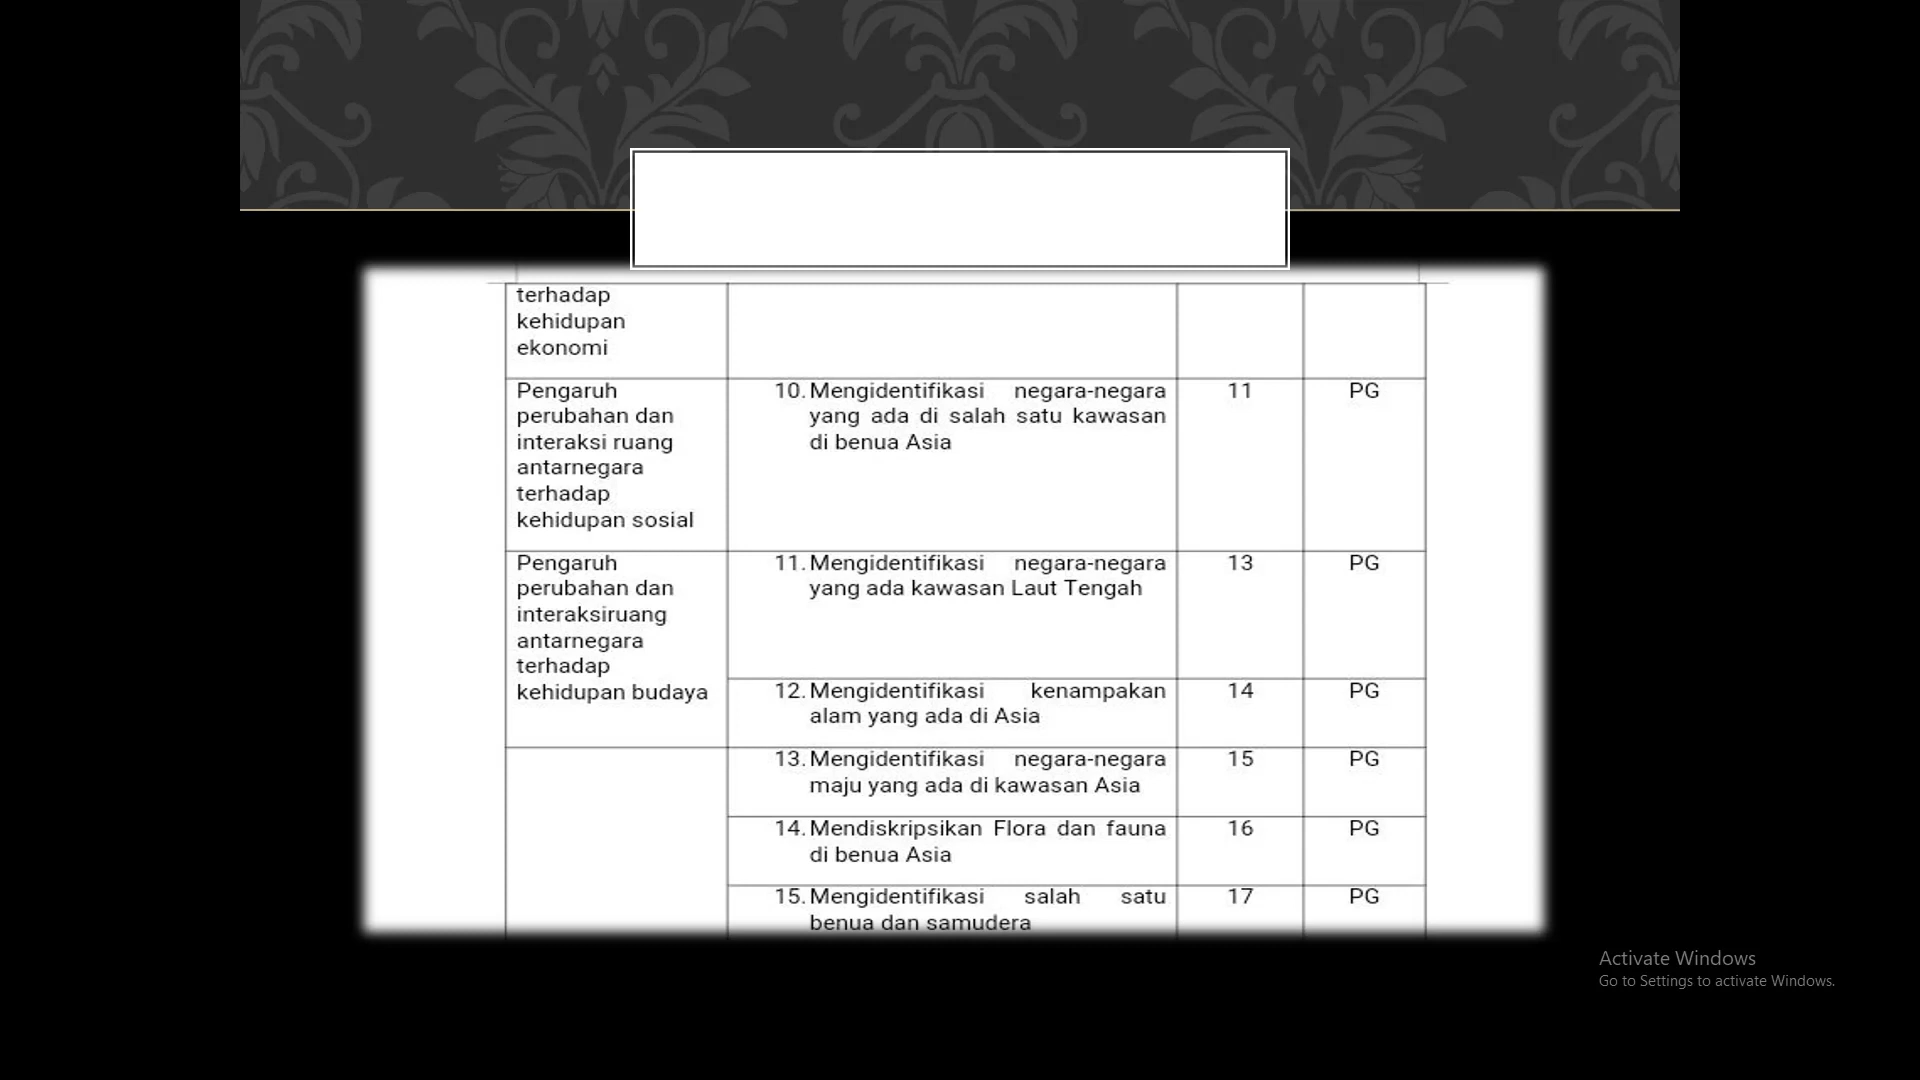 terhadap
kehidupan
ekonomi
Pengaruh
perubahan dan
interaksi ruang
antarnegara
terhadap
kehidupan sosial
10. Mengidentifikasi negara-negara
yang ada di salah satu kawasan
di benua Asia
11
PG
Pengaruh
perubahan dan
interaksiruang
antarnegara
terhadap
kehidupan budaya
11. Mengidentifikasi negara-negara
yang ada kawasan Laut Tengah
13
PG
12. Mengidentifikasi kenampakan
alam yang ada di Asia
14
PG
13. Mengidentifikasi negara-negara
maju yang ada di kawasan Asia
15
PG
14. Mendiskripsikan Flora dan fauna
di benua Asia
16
PG
15. Mengidentifikasi salah satu
benua dan samudera
17
PG
Activate Windows
Go to Settings to activate Windows.